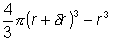 4/3 π(r + δr)³ − r³